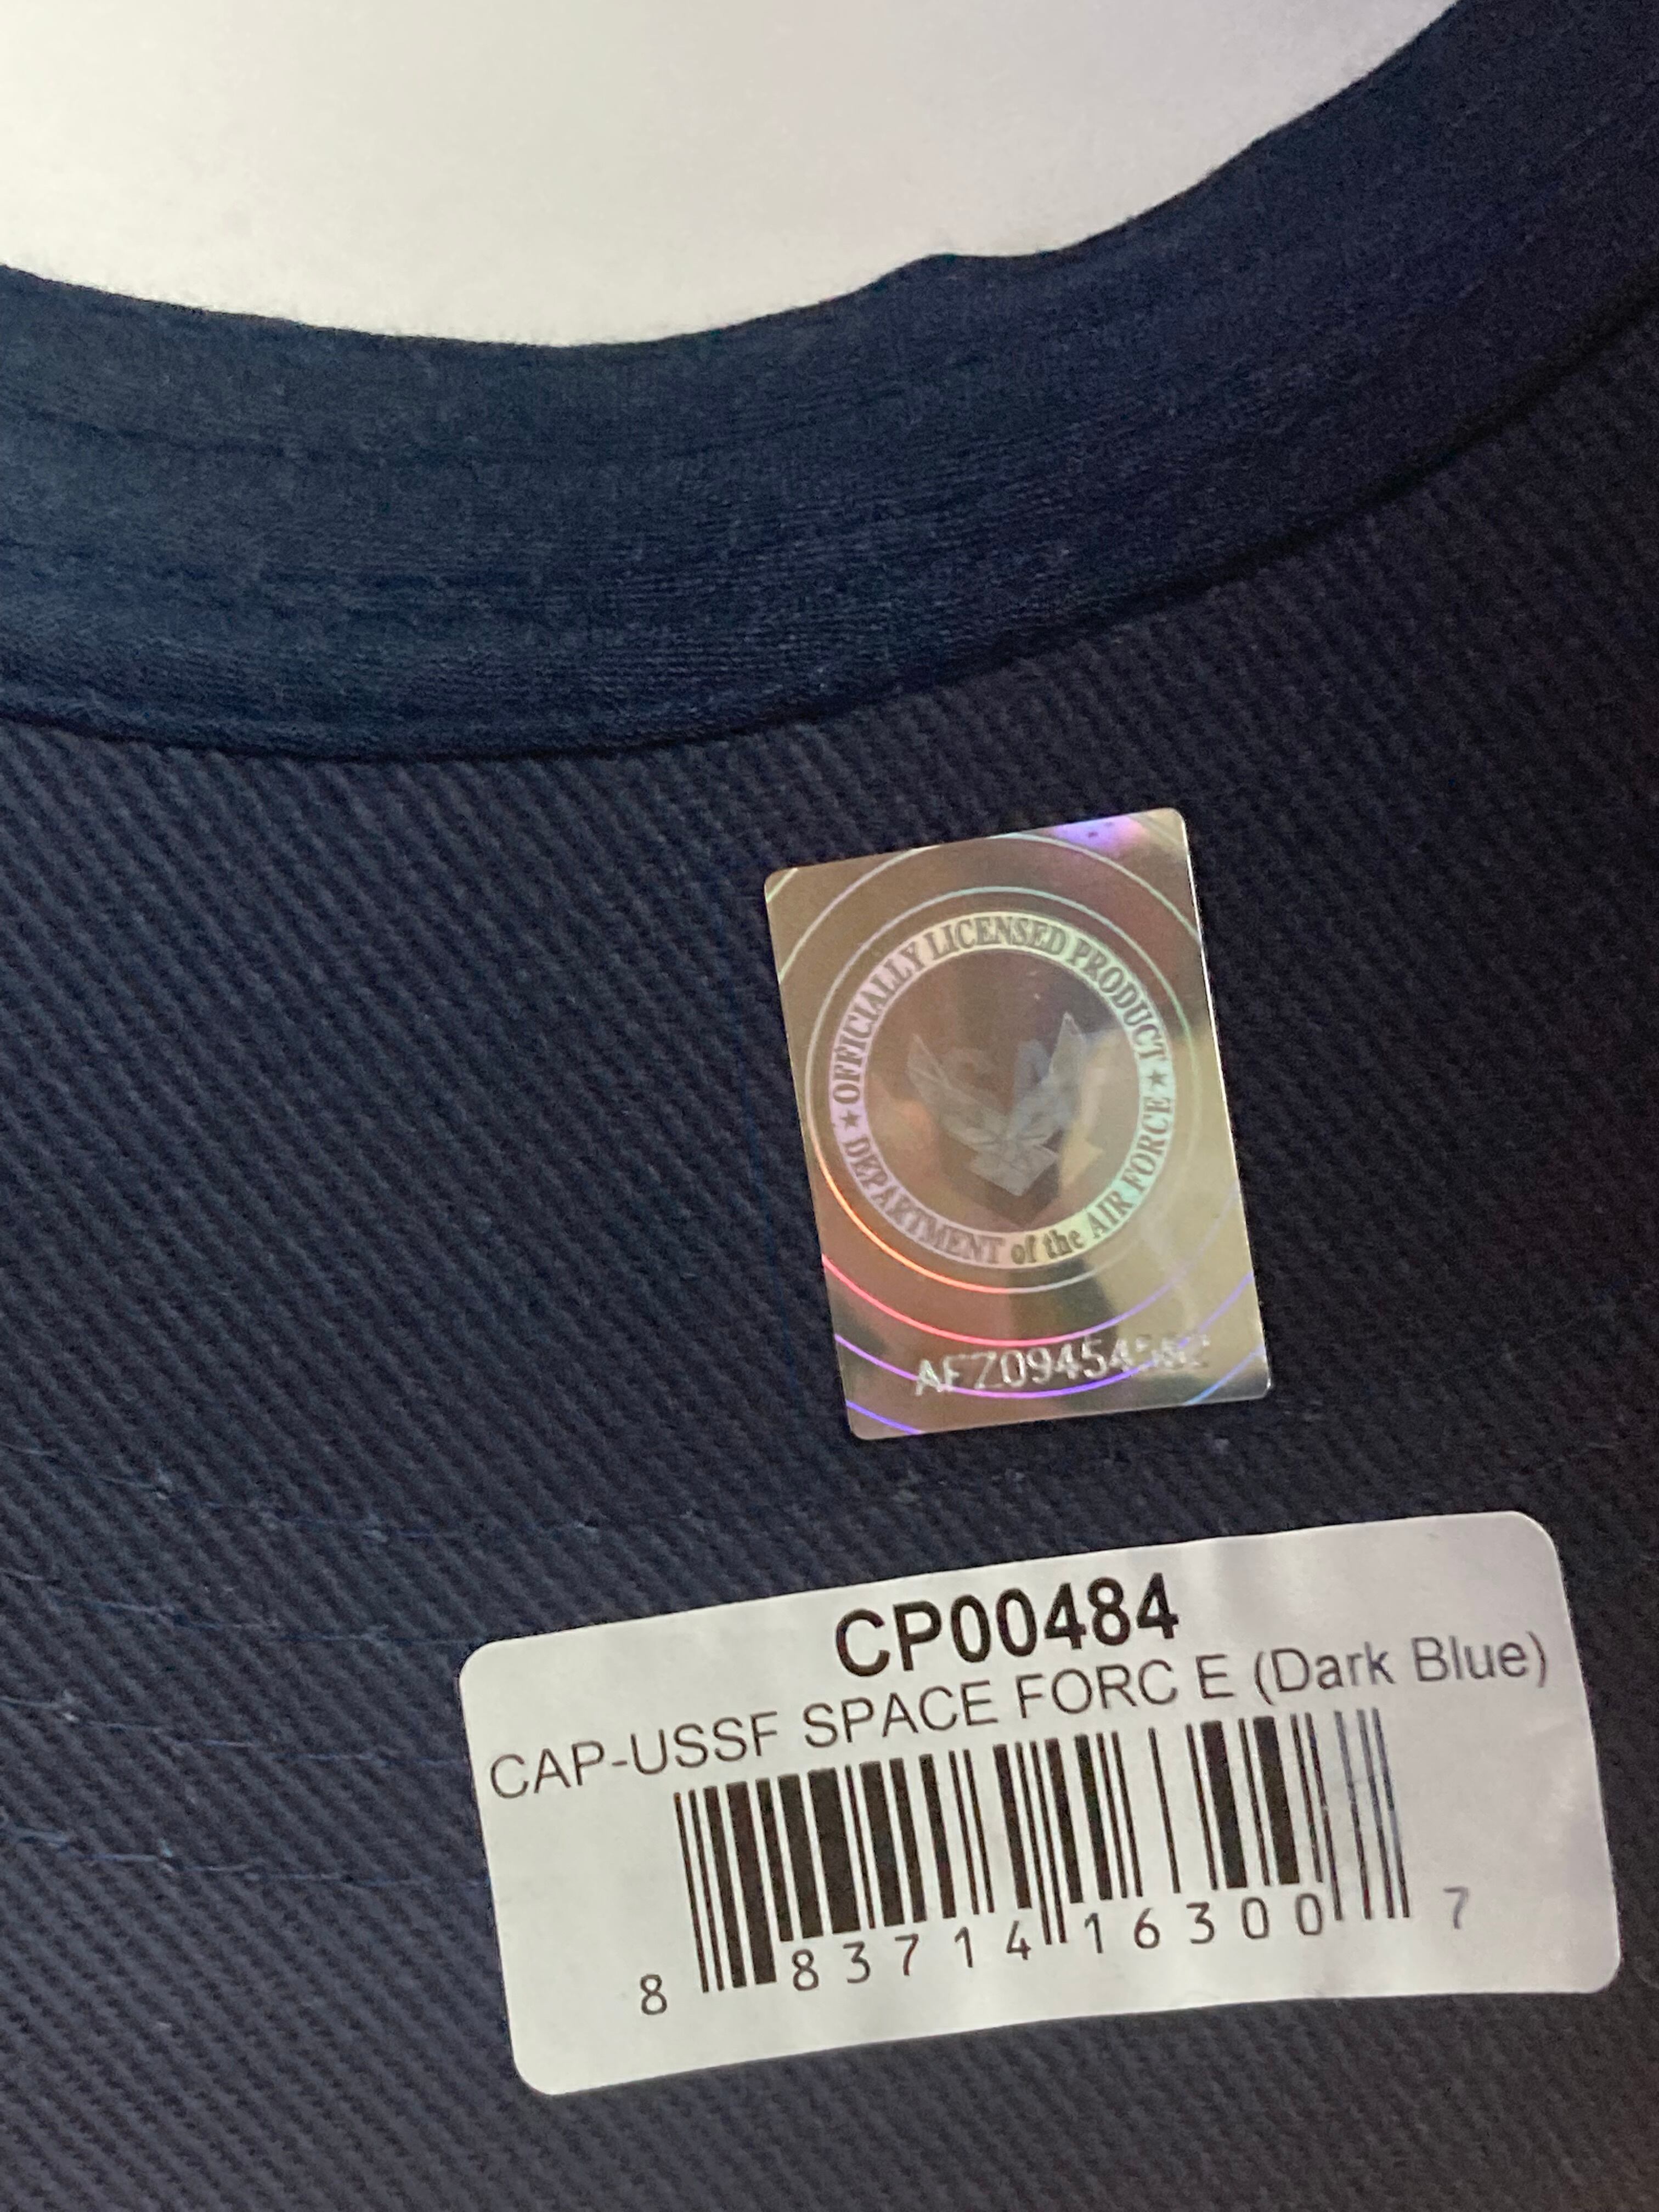 ★ OFFICIALLY LICENSED PRODUCT ★
DEPARTMENT of the AIR FORCE
CP00484
CAP-USSF SPACE FORC E (Dark Blue)
8 83714 16300 7